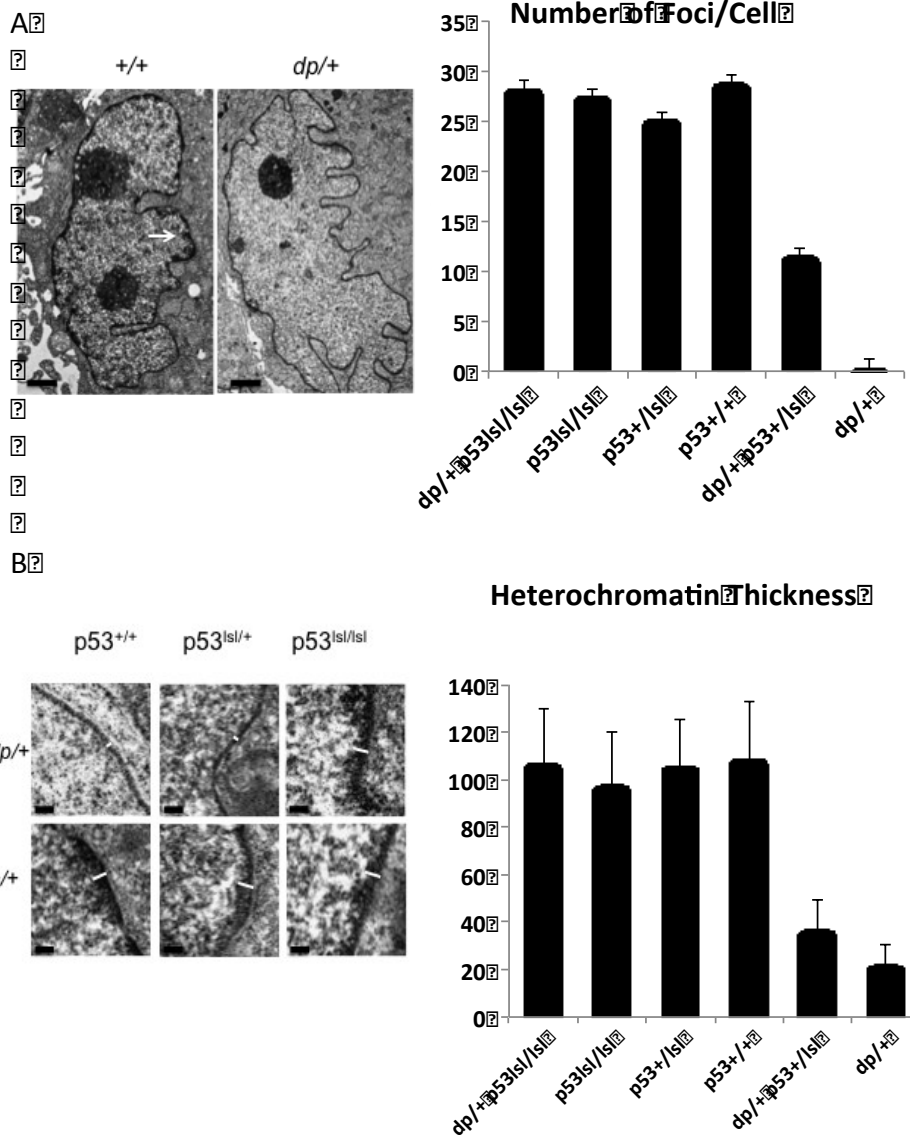 A
+/+ dp/+
Number of Foci/Cell
35
30
25
20
15
10
5
0
dp/+ p53lsl/lsl
p53lsl/lsl
p53+/lsl
p53+/+
dp/+ p53+/lsl
dp/+
B
p53+/+ p53lsl/+ p53lsl/lsl
p/+
/+
Heterochromatin Thickness
140
120
100
80
60
40
20
0
dp/+ p53lsl/lsl
p53lsl/lsl
p53+/lsl
p53+/+
dp/+ p53+/lsl
dp/+